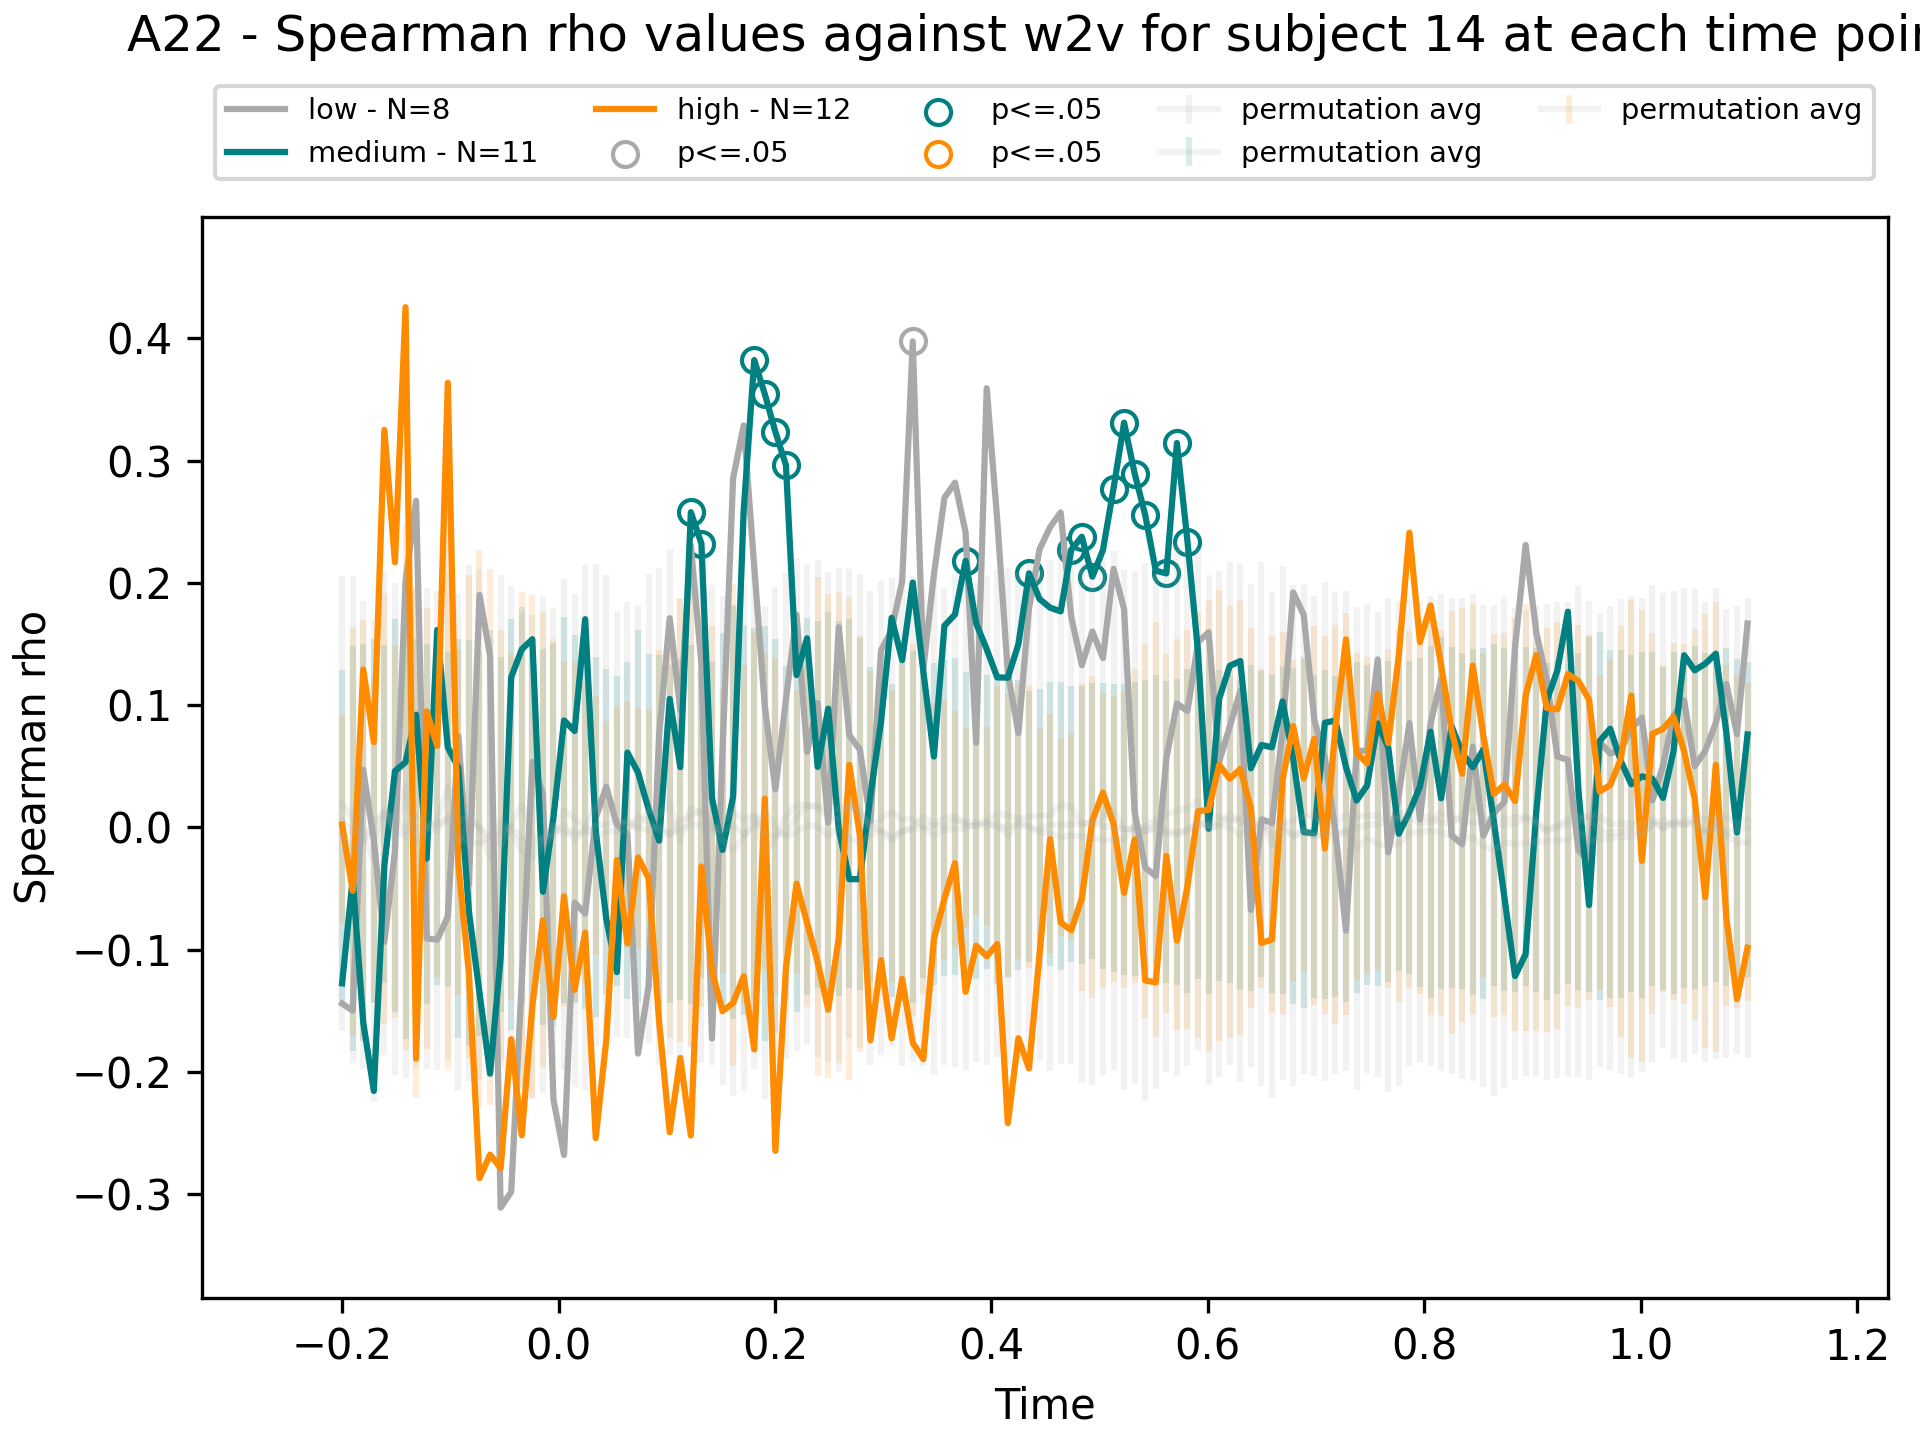 A22 - Spearman rho values against w2v for subject 14 at each time
low - N=8 high - N=12 p<=.05 permutation avg permutation avg
medium - N=11 p<=.05 p<=.05 permutation avg
Spearman rho
0.4
0.3
0.2
0.1
0.0
−0.1
−0.2
−0.3
−0.2 0.0 0.2 0.4 0.6 0.8 1.0 1.2
Time